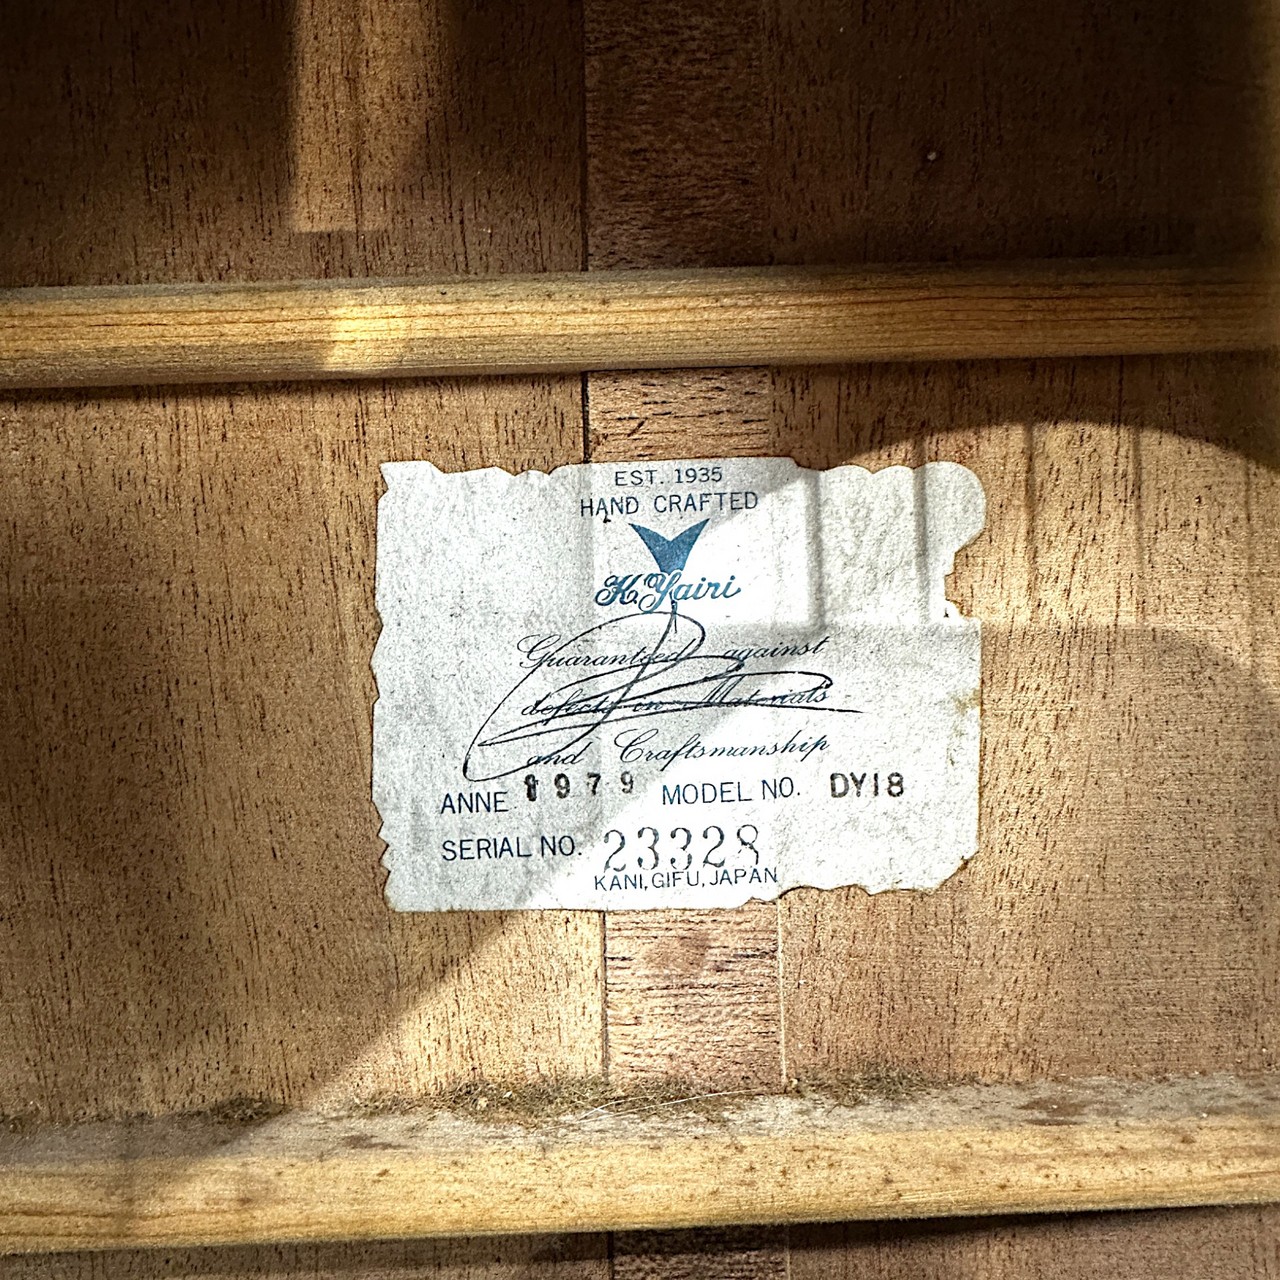 EST. 1935
HAND CRAFTED
K.Yairi
Guaranteed against
defects in Materials
and Craftsmanship
ANNE 1979 MODEL NO. DY18
SERIAL NO. 23328
KANI, GIFU, JAPAN